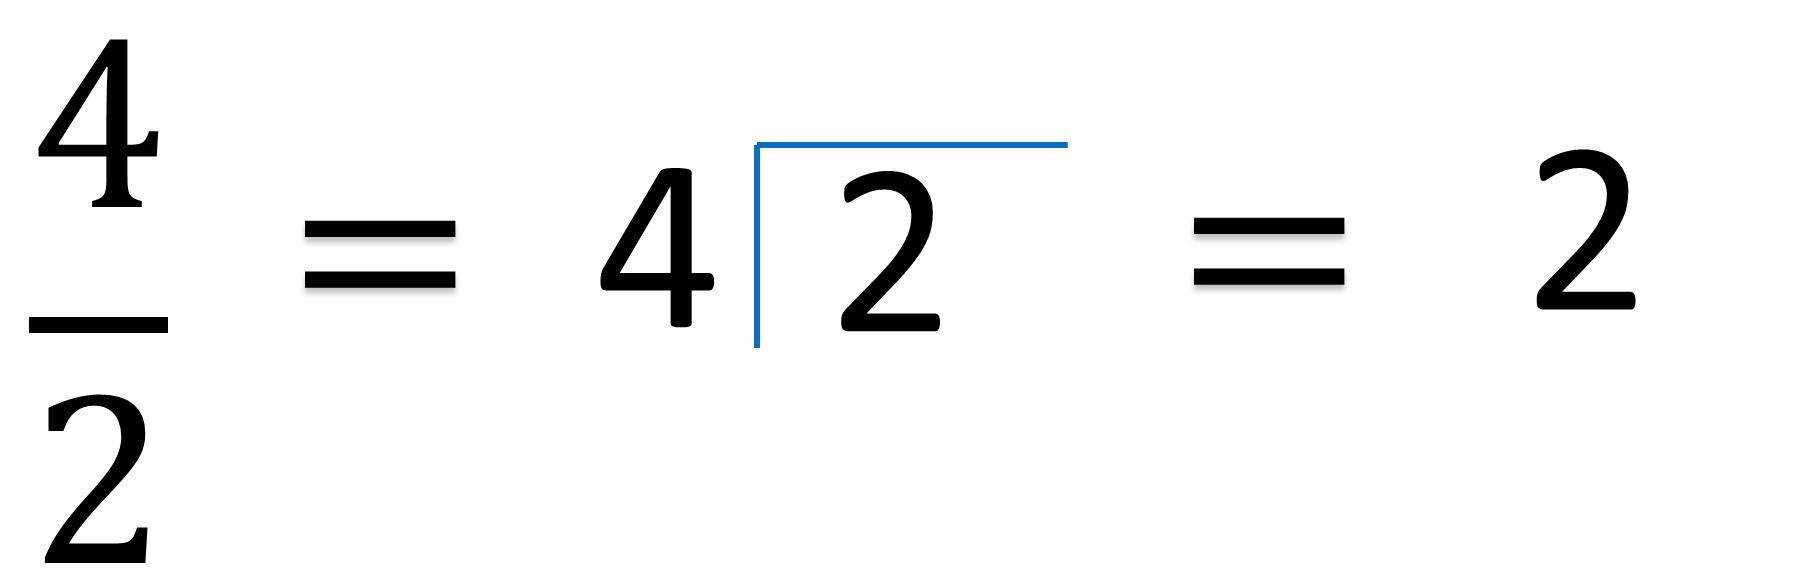 4/2 = 4⟌2 = 2